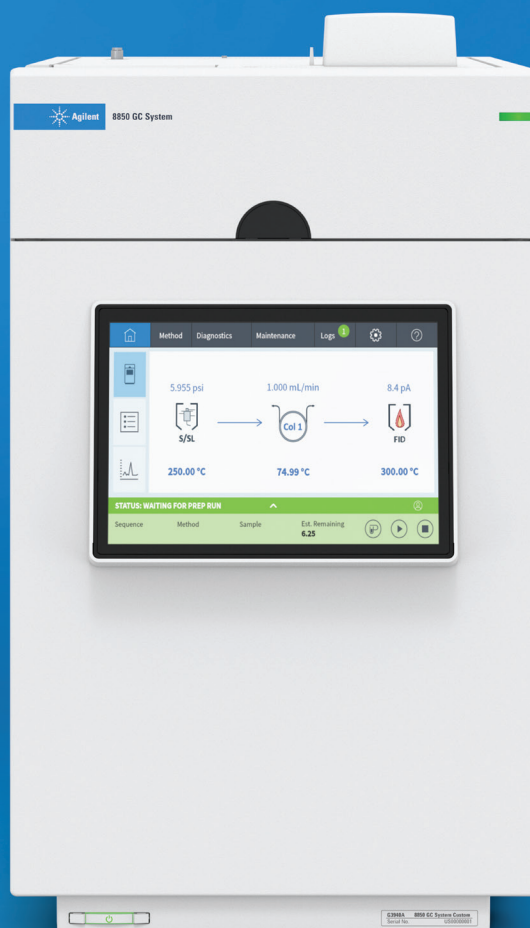 Agilent 8850 GC System
Method Diagnostics Maintenance Logs 1
5.955 psi 1.000 mL/min 8.4 pA
Col 1
S/SL FID
250.00 °C 74.99 °C 300.00 °C
STATUS: WAITING FOR PREP RUN
Sequence Method Sample Est. Remaining
6.25
8850 GC System Custom
Serial No.